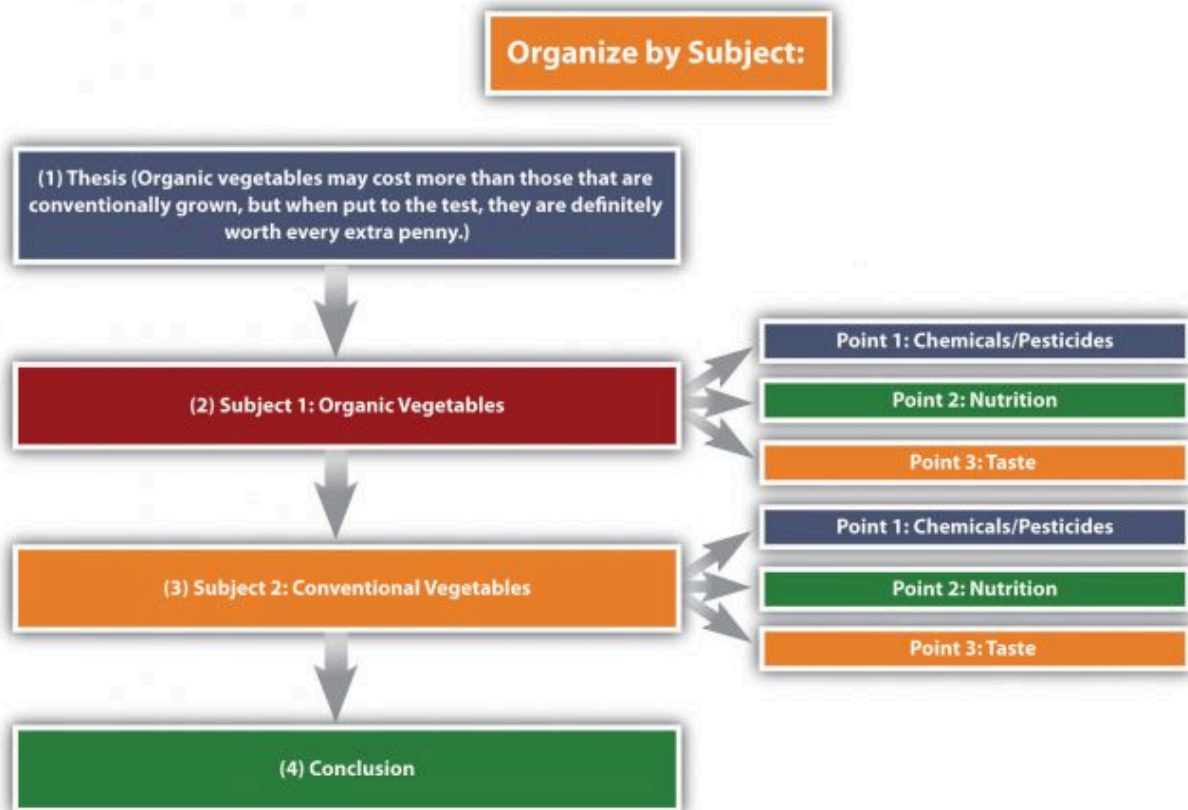 Organize by Subject:
(1) Thesis (Organic vegetables may cost more than those that are
conventionally grown, but when put to the test, they are definitely
worth every extra penny.)
(2) Subject 1: Organic Vegetables
Point 1: Chemicals/Pesticides
Point 2: Nutrition
Point 3: Taste
(3) Subject 2: Conventional Vegetables
Point 1: Chemicals/Pesticides
Point 2: Nutrition
Point 3: Taste
(4) Conclusion